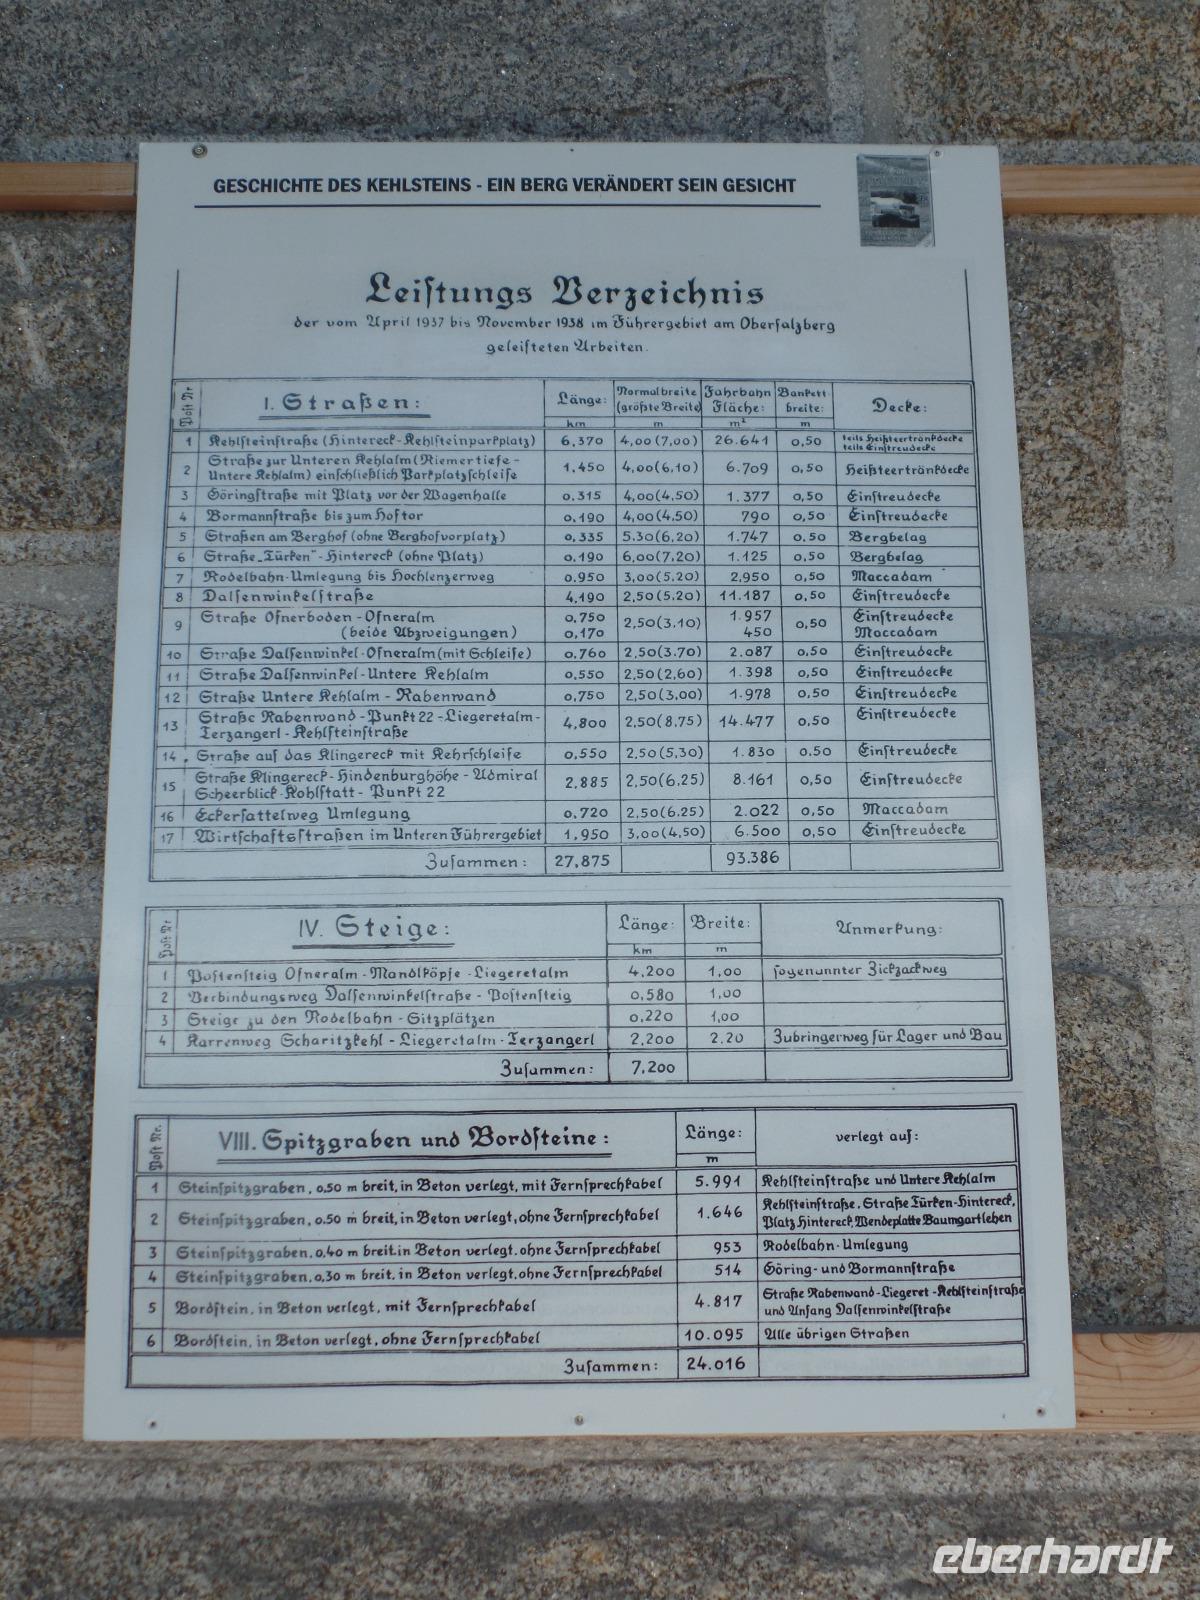 GESCHICHTE DES KEHLSTEINS - EIN BERG VERÄNDERT SEIN GESICHT
Leistungs Verzeichnis
der vom April 1937 bis November 1938 im Führergebiet am Obersalzberg
geleisteten Arbeiten.
Post Nr I. Straßen: Länge: Normalbreite (größte Breite) Fahrbahn Fläche: Bankett breite: Decke:
km m m² m
1 Kehlsteinstraße (Hintereck-Kehlsteinparkplatz) 6,370 4,00 (7,00) 26.641 0,50 teils Heißteertränkdecke teils Einstreudecke
2 Straße zur Unteren Kehlalm (Riemertiefe -
Untere Kehlalm) einschließlich Parkplatzschleife 1,450 4,00 (6,10) 6.709 0,50 Heißteertränkdecke
3 Göringstraße mit Platz vor der Wagenhalle 0.315 4,00 (4.50) 1.377 0,50 Einstreudecke
4 Bormannstraße bis zum Hoftor 0,190 4,00 (4.50) 790 0,50 Einstreudecke
5 Straßen am Berghof (ohne Berghofvorplatz) 0,335 5.30 (6,20) 1.747 0,50 Bergbelag
6 Straße „Türken"-Hintereck (ohne Platz) 0.190 6,00 (7.20) 1.125 0,50 Bergbelag
7 Rodelbahn-Umlegung bis Hochlenzerweg 0.950 3,00 (5.20) 2,950 0,50 Maccadam
8 Dalsenwinkelstraße 4.190 2,50 (5.20) 11.187 0,50 Einstreudecke
9 Straße Ofnerboden - Ofneralm 0,750 2,50 (3.10) 1.957 0,50 Einstreudecke
(beide Abzweigungen) 0,170 450 Maccadam
10 Straße Dalsenwinkel-Ofneralm (mit Schleife) 0,760 2,50 (3.70) 2.087 0,50 Einstreudecke
11 Straße Dalsenwinkel-Untere Kehlalm 0,550 2,50 (2,60) 1.398 0,50 Einstreudecke
12 Straße Untere Kehlalm - Rabenwand 0,750 2,50 (3,00) 1.978 0,50 Einstreudecke
13 Straße Rabenwand - Punkt 22 - Liegeretalm -
Terzangerl - Kehlsteinstraße 4,800 2,50 (8,75) 14.477 0,50 Einstreudecke
14 Straße auf das Klingereck mit Kehrschleife 0,550 2,50 (5,30) 1.830 0,50 Einstreudecke
15 Straße Klingereck-Hindenburghöhe - Admiral
Scheerblick-Kohlstatt - Punkt 22 2,885 2,50 (6,25) 8.161 0,50 Einstreudecke
16 Eckersattelweg Umlegung 0,720 2,50 (6.25) 2.022 0,50 Maccadam
17 Wirtschaftsstraßen im Unteren Führergebiet 1,950 3,00 (4,50) 6.500 0,50 Einstreudecke
Zusammen: 27,875 93.386
Post Nr IV. Steige: Länge: Breite: Anmerkung:
km m
1 Postensteig Ofneralm - Mandlköpfe - Liegeretalm 4,200 1,00 sogenannter Zickzackweg
2 Verbindungsweg Dalsenwinkelstraße - Postensteig 0,580 1,00
3 Steige zu den Rodelbahn - Sitzplätzen 0,220 1,00
4 Karrenweg Scharitzkehl - Liegeretalm - Terzangerl 2,200 2.20 Zubringerweg für Lager und Bau
Zusammen: 7,200
Post Nr. VIII. Spitzgraben und Bordsteine: Länge: verlegt auf:
m
1 Steinspitzgraben, 0,50 m breit, in Beton verlegt, mit Fernsprechkabel 5.991 Kehlsteinstraße und Untere Kehlalm
2 Steinspitzgraben, 0.50 m breit, in Beton verlegt, ohne Fernsprechkabel 1.646 Kehlsteinstraße, Straße Türken-Hintereck,
Platz Hintereck, Wendeplatte Baumgartlehen
3 Steinspitzgraben, 0,40 m breit in Beton verlegt, ohne Fernsprechkabel 953 Rodelbahn-Umlegung
4 Steinspitzgraben, 0,30 m breit, in Beton verlegt, ohne Fernsprechkabel 514 Göring- und Bormannstraße
5 Bordstein, in Beton verlegt, mit Fernsprechkabel 4.817 Straße Rabenwand-Liegeret-Kehlsteinstraße
und Anfang Dalsenwinkelstraße
6 Bordstein, in Beton verlegt, ohne Fernsprechkabel 10.095 Alle übrigen Straßen
Zusammen: 24.016
eberhardt